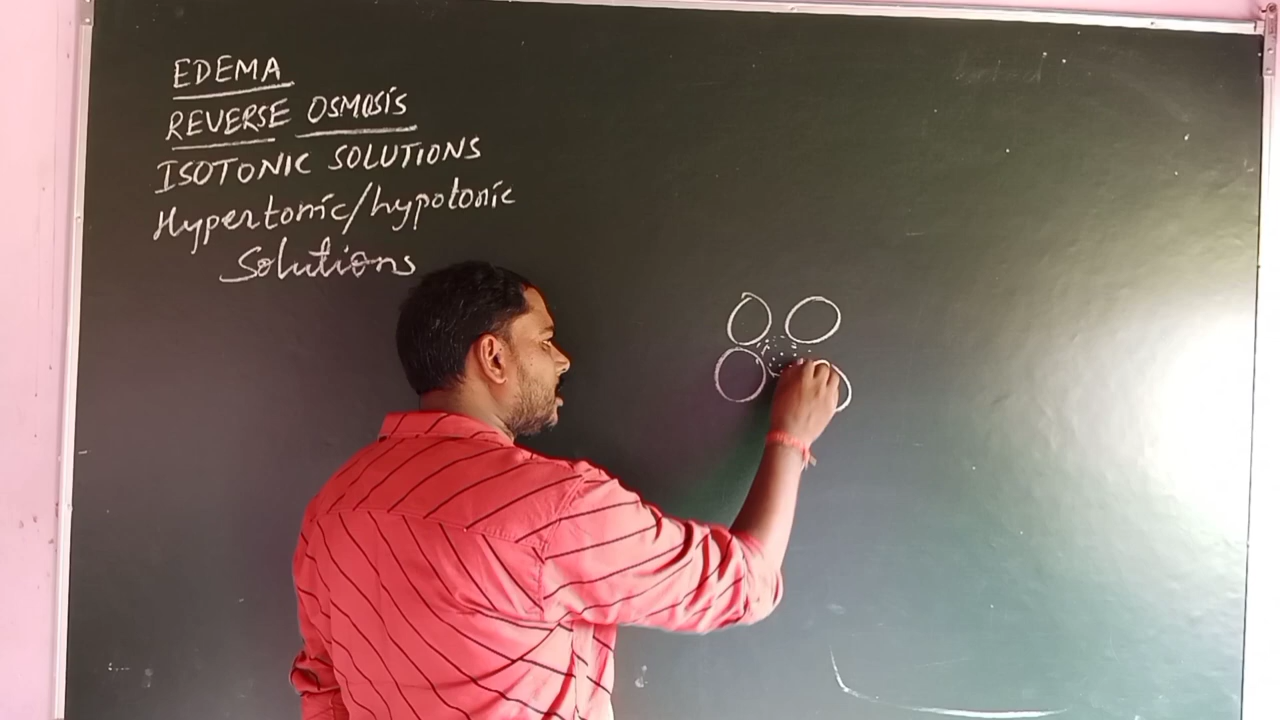 EDEMA
REVERSE OSMOSIS
ISOTONIC SOLUTIONS
Hypertonic/hypotonic
Solutions